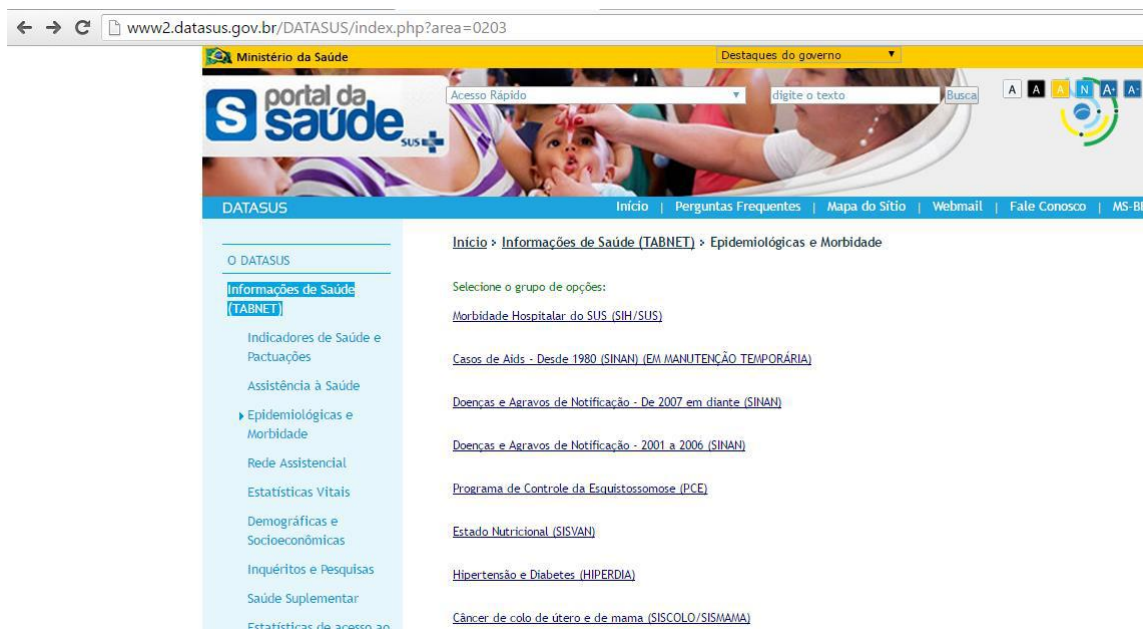 www2.datasus.gov.br/DATASUS/index.php?area=0203
Ministério da Saúde
Destaques do governo
portal da
saúde
SUS
Acesso Rápido
digite o texto
Busca
A A A N A+ A-
DATASUS
Início | Perguntas Frequentes | Mapa do Sítio | Webmail | Fale Conosco
Início > Informações de Saúde (TABNET) > Epidemiológicas e Morbidade
O DATASUS
Informações de Saúde
(TABNET)
Indicadores de Saúde e
Pactuações
Assistência à Saúde
Epidemiológicas e
Morbidade
Rede Assistencial
Estatísticas Vitais
Demográficas e
Socioeconômicas
Inquéritos e Pesquisas
Saúde Suplementar
Estatísticas de acesso ao
Selecione o grupo de opções:
Morbidade Hospitalar do SUS (SIH/SUS)
Casos de Aids - Desde 1980 (SINAN) (EM MANUTENÇÃO TEMPORÁRIA)
Doenças e Agravos de Notificação - De 2007 em diante (SINAN)
Doenças e Agravos de Notificação - 2001 a 2006 (SINAN)
Programa de Controle da Esquistossomose (PCE)
Estado Nutricional (SISVAN)
Hipertensão e Diabetes (HIPERDIA)
Câncer de colo de útero e de mama (SISCOLO/SISMAMA)